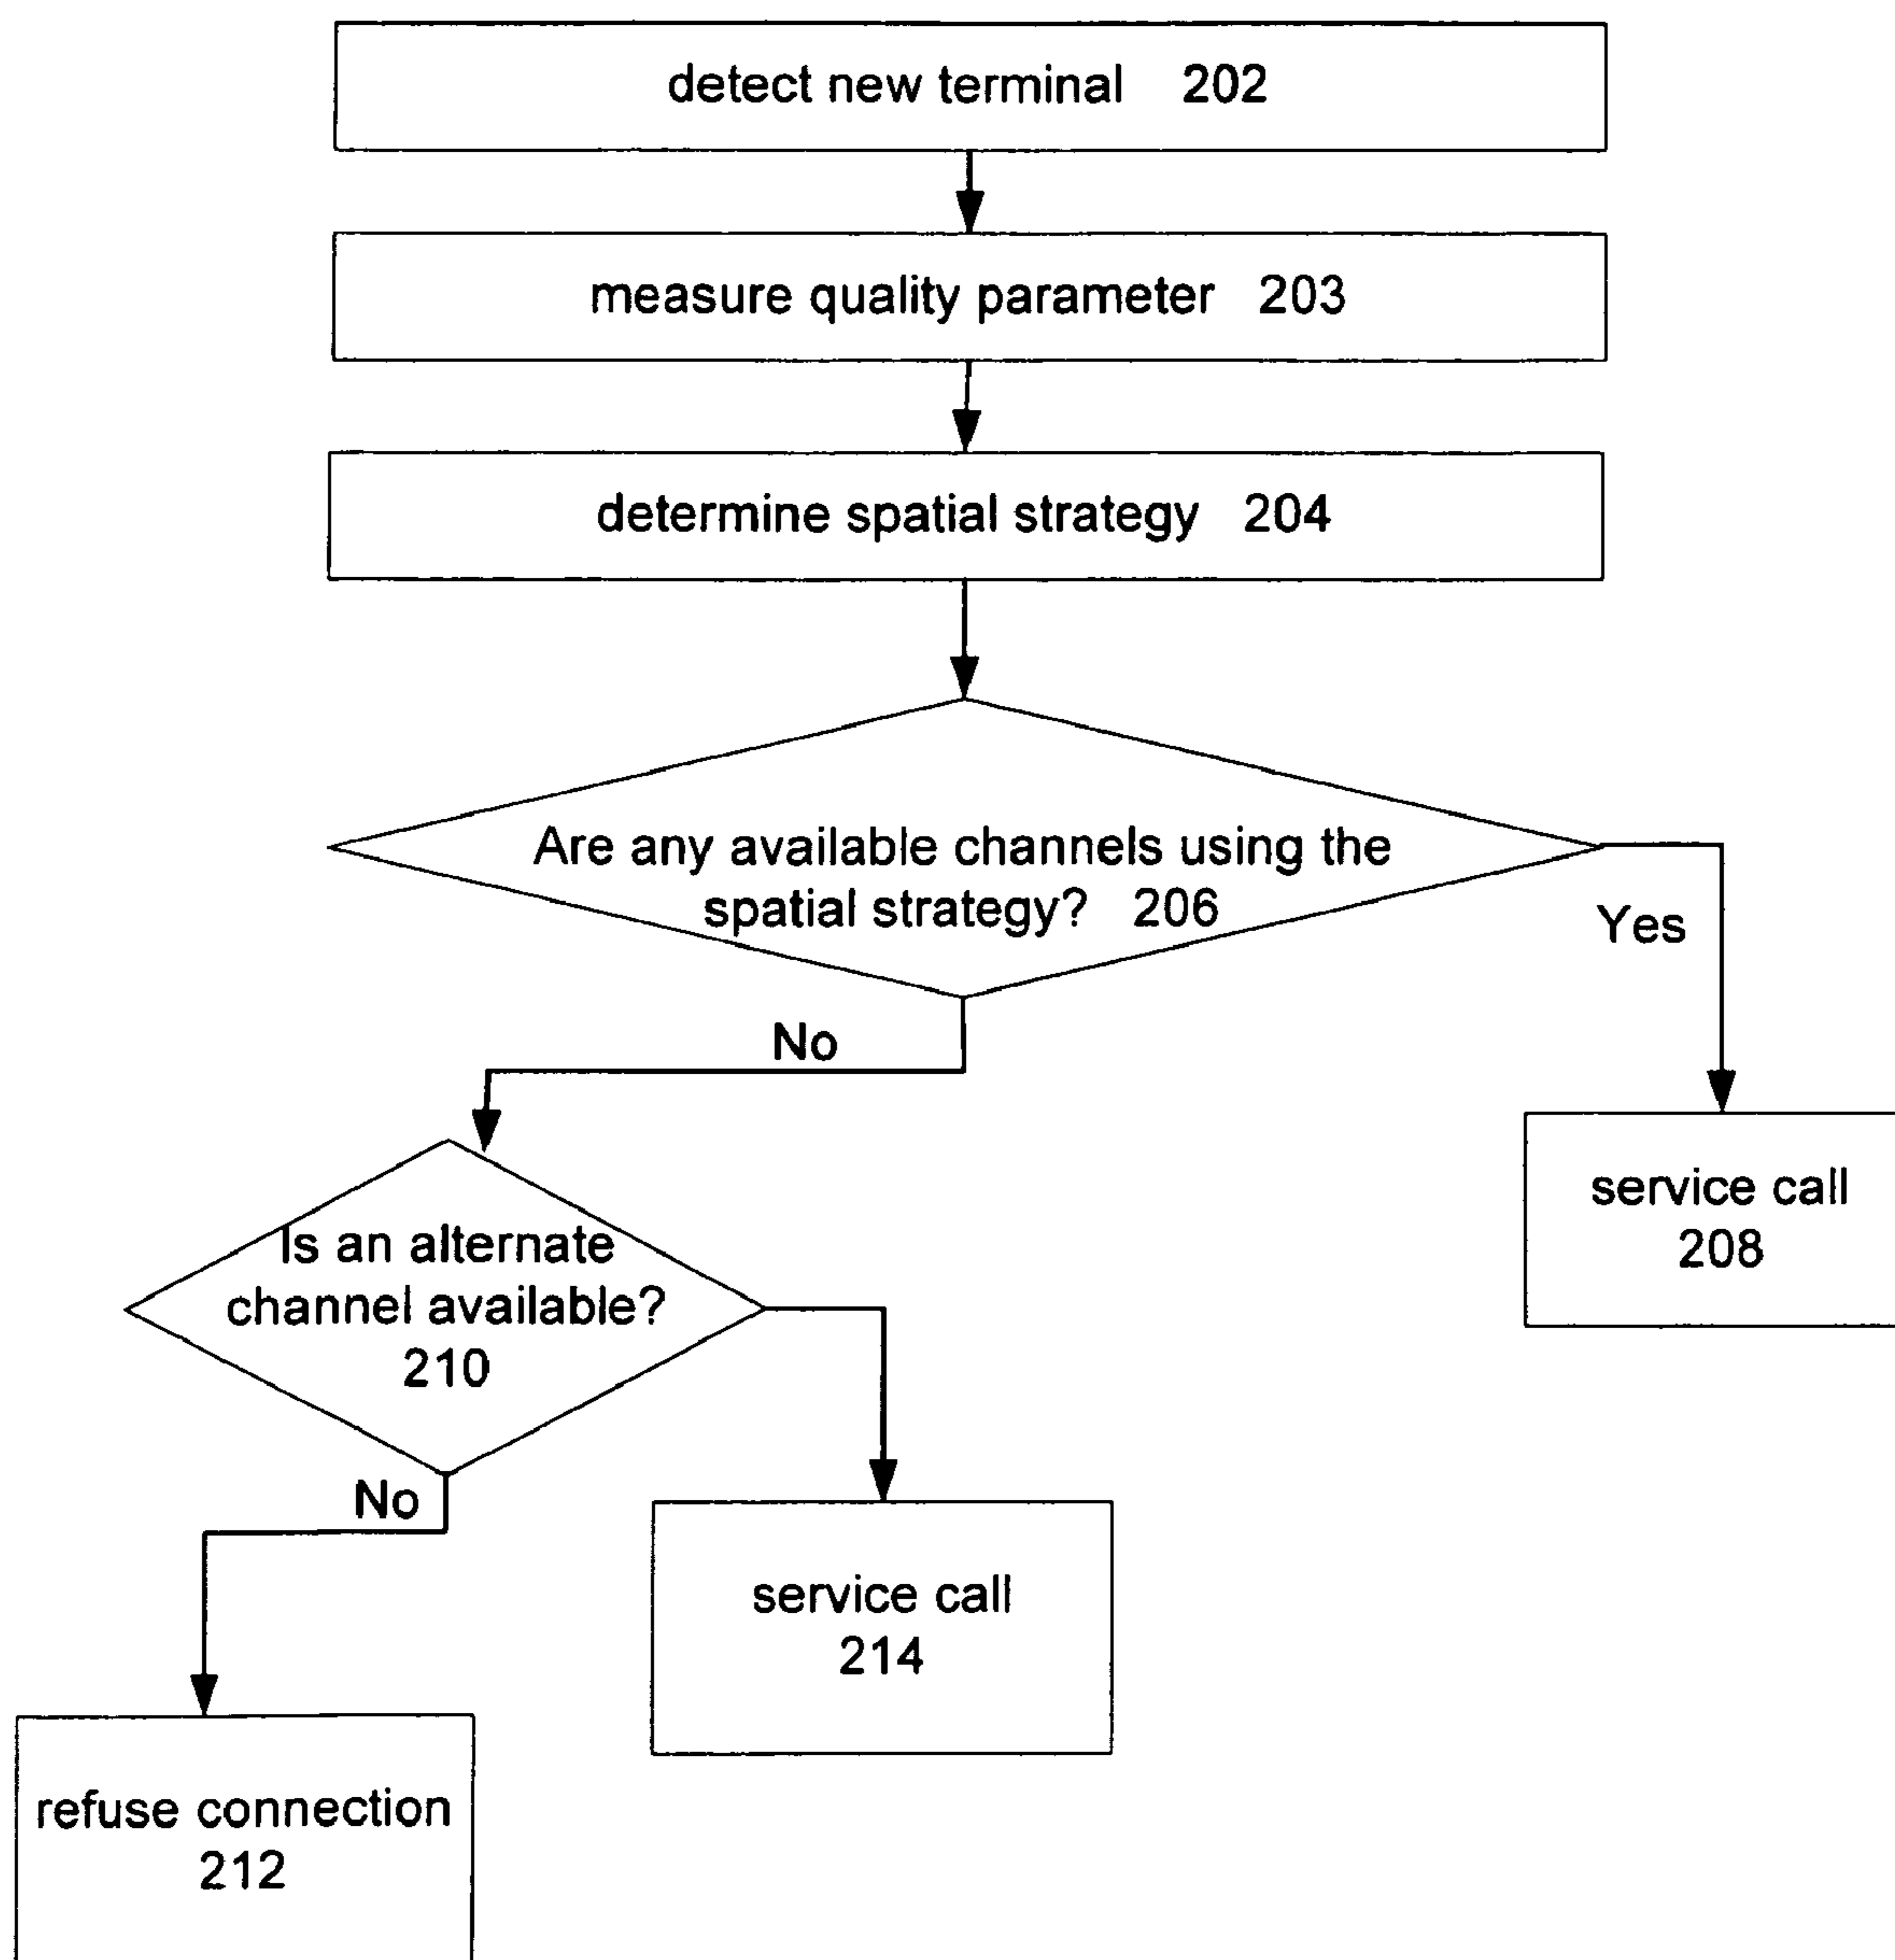 detect new terminal 202
measure quality parameter 203
determine spatial strategy 204
Are any available channels using the
spatial strategy? 206
Yes
No
service call
208
Is an alternate
channel available?
210
No
service call
214
refuse connection
212